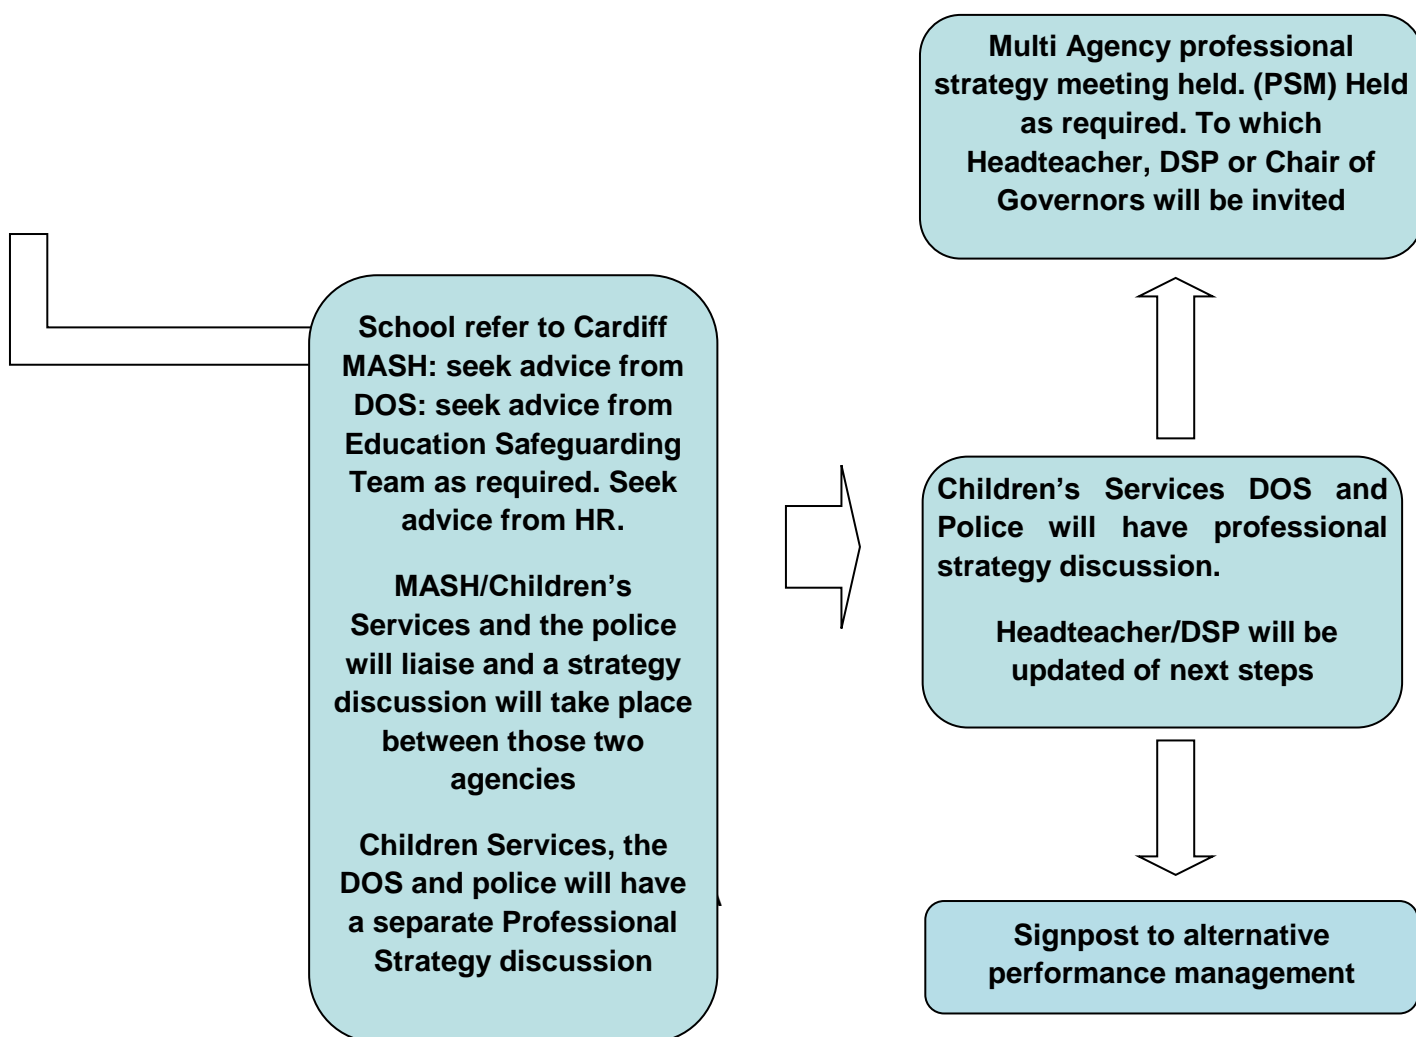 Multi Agency professional
strategy meeting held. (PSM) Held
as required. To which
Headteacher, DSP or Chair of
Governors will be invited
School refer to Cardiff
MASH: seek advice from
DOS: seek advice from
Education Safeguarding
Team as required. Seek
advice from HR.
MASH/Children’s
Services and the police
will liaise and a strategy
discussion will take place
between those two
agencies
Children Services, the
DOS and police will have
a separate Professional
Strategy discussion
Children’s Services DOS and
Police will have professional
strategy discussion.
Headteacher/DSP will be
updated of next steps
Signpost to alternative
performance management